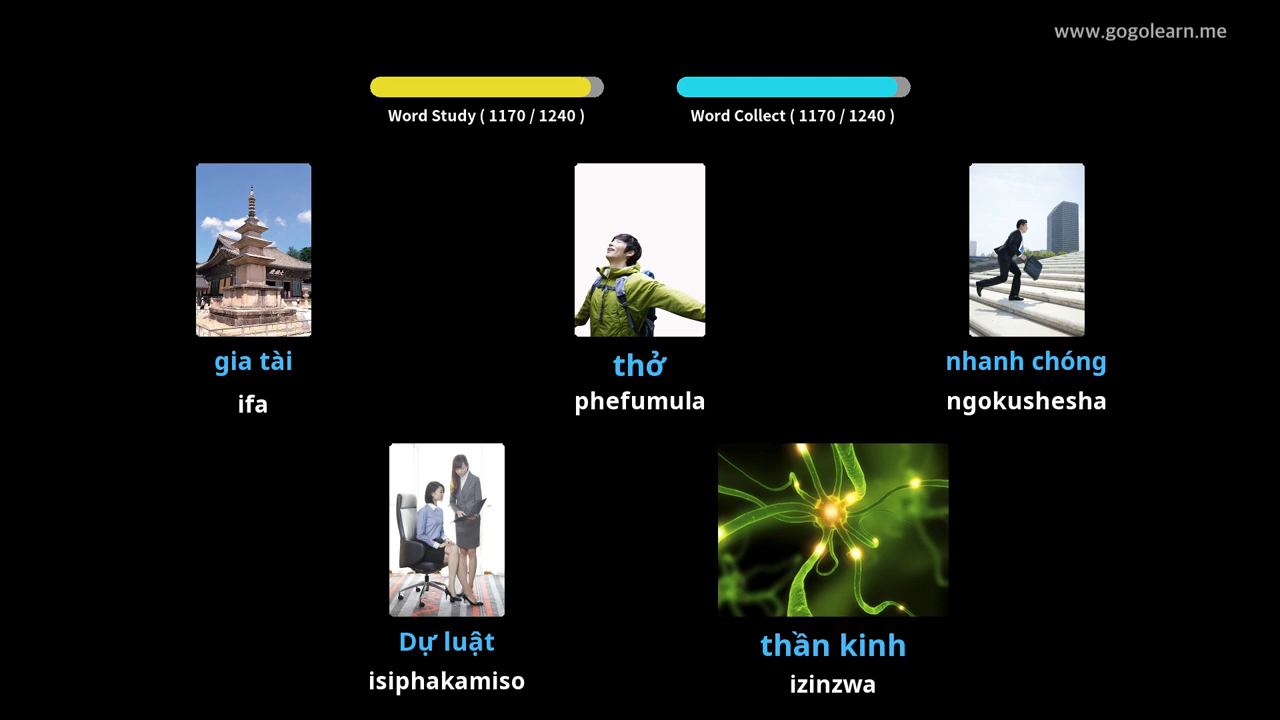 www.gogolearn.me
Word Study ( 1170 / 1240 )
Word Collect ( 1170 / 1240 )
gia tài
thở
nhanh chóng
ifa
phefumula
ngokushesha
Dự luật
thần kinh
isiphakamiso
izinzwa